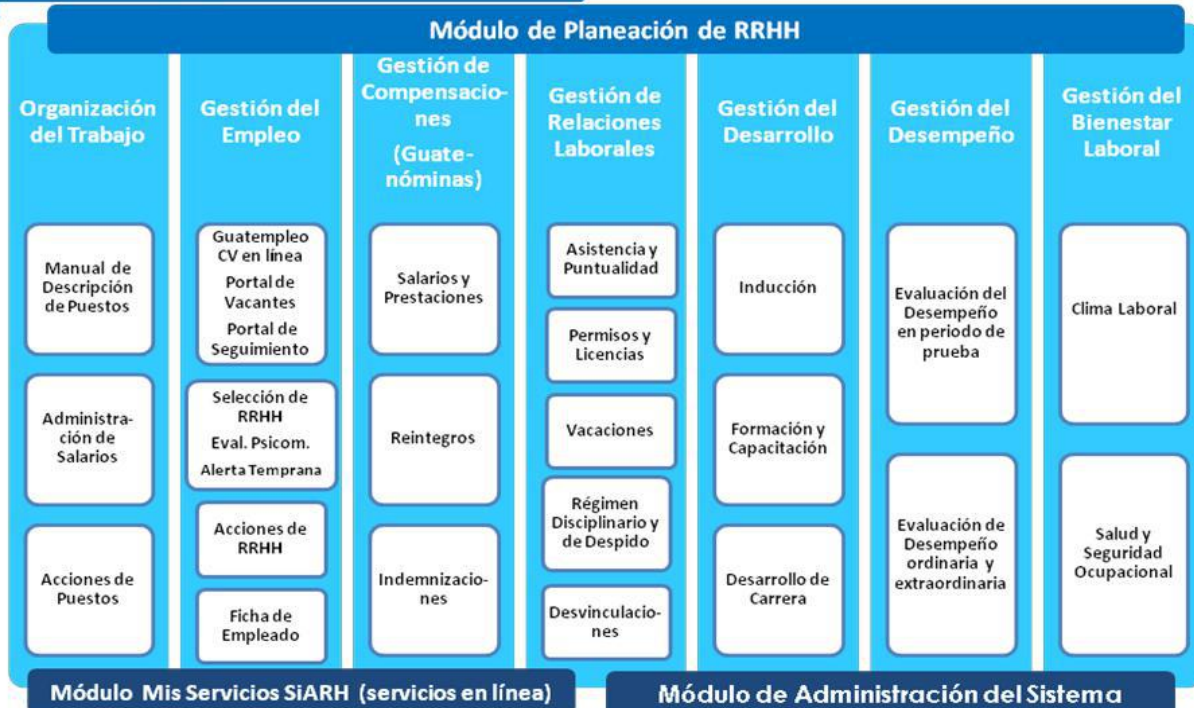 Módulo de Planeación de RRHH
Organización
del Trabajo
Manual de
Descripción
de Puestos
Administra-
ción de
Salarios
Acciones de
Puestos
Gestión del
Empleo
Guatempleo
CV en línea
Portal de
Vacantes
Portal de
Seguimiento
Selección de
RRHH
Eval. Psicom.
Alerta Temprana
Acciones de
RRHH
Ficha de
Empleado
Gestión de
Compensacio-
nes
(Guate-
nóminas)
Salarios y
Prestaciones
Reintegros
Indemnizacio-
nes
Gestión de
Relaciones
Laborales
Asistencia y
Puntualidad
Permisos y
Licencias
Vacaciones
Régimen
Disciplinario y
de Despido
Desvinculacio-
nes
Gestión del
Desarrollo
Inducción
Formación y
Capacitación
Desarrollo de
Carrera
Gestión del
Desempeño
Evaluación del
Desempeño
en periodo de
prueba
Evaluación de
Desempeño
ordinaria y
extraordinaria
Gestión del
Bienestar
Laboral
Clima Laboral
Salud y
Seguridad
Ocupacional
Módulo Mis Servicios SiARH (servicios en línea)
Módulo de Administración del Sistema